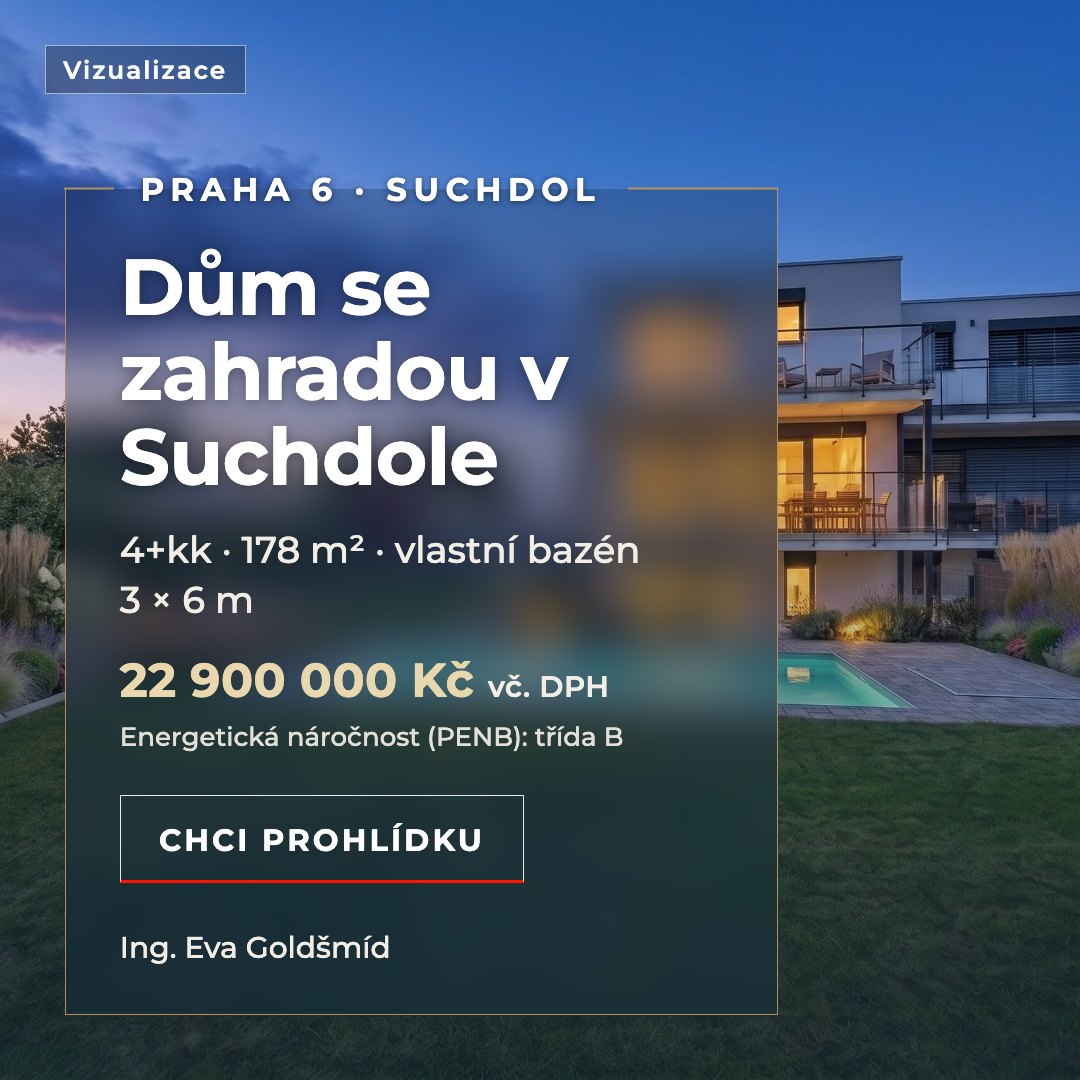 Vizualizace
PRAHA 6 · SUCHDOL
Dům se
zahradou v
Suchdole
4+kk · 178 m² · vlastní bazén
3 × 6 m
22 900 000 Kč vč. DPH
Energetická náročnost (PENB): třída B
CHCI PROHLÍDKU
Ing. Eva Goldšmíd